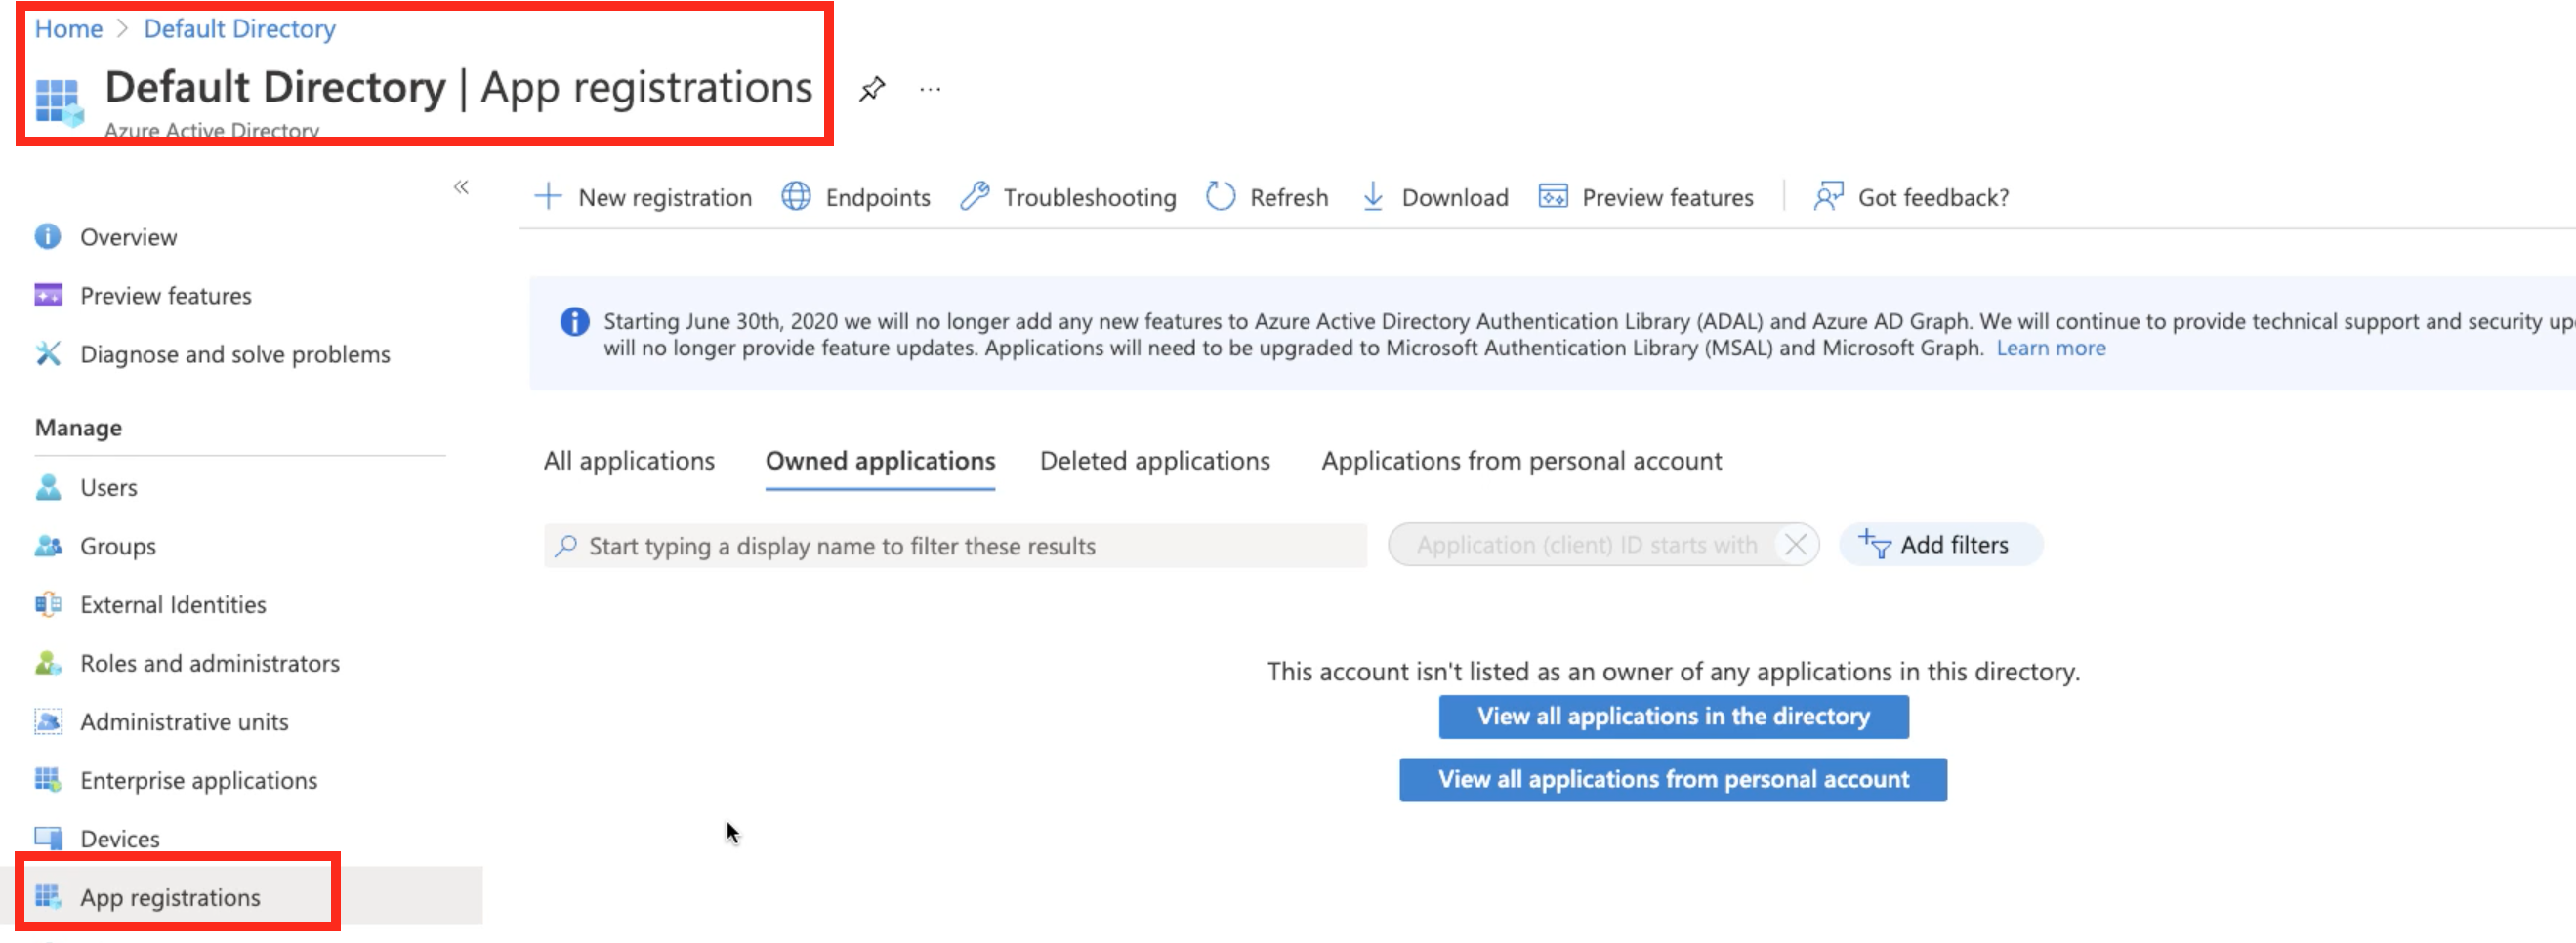 Home > Default Directory
Default Directory | App registrations
Azure Active Directory
New registration Endpoints Troubleshooting Refresh Download Preview features Got feedback?
Overview
Preview features
Diagnose and solve problems
Manage
Users
Groups
External Identities
Roles and administrators
Administrative units
Enterprise applications
Devices
App registrations
Starting June 30th, 2020 we will no longer add any new features to Azure Active Directory Authentication Library (ADAL) and Azure AD Graph. We will continue to provide technical support and security
will no longer provide feature updates. Applications will need to be upgraded to Microsoft Authentication Library (MSAL) and Microsoft Graph. Learn more
All applications Owned applications Deleted applications Applications from personal account
Start typing a display name to filter these results Application (client) ID starts with Add filters
This account isn't listed as an owner of any applications in this directory.
View all applications in the directory
View all applications from personal account